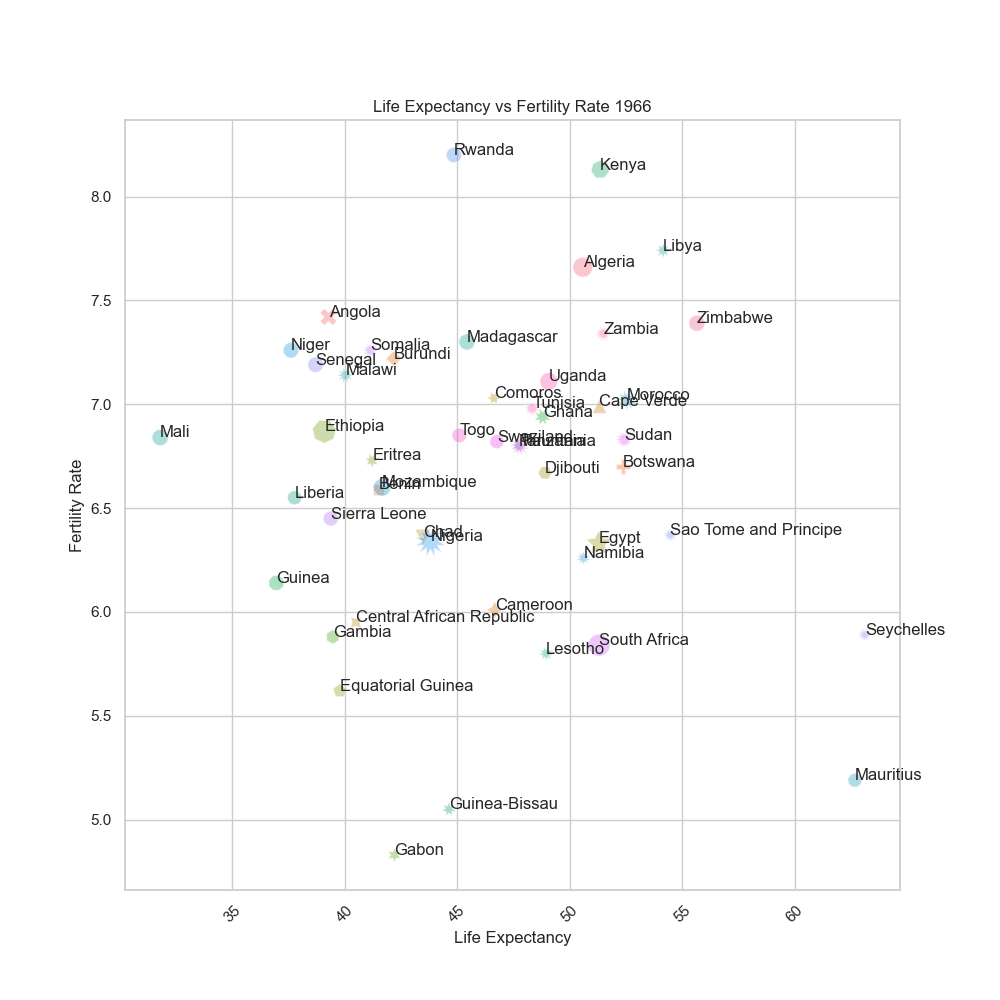 Life Expectancy vs Fertility Rate 1966
Rwanda
Kenya
8.0
Libya
Algeria
7.5
Angola
Zimbabwe
Zambia
Madagascar
Niger
Somalia
Burundi
Senegal
Malawi
Uganda
Comoros
Morocco
Tunisia
Cape Verde
7.0
Ghana
Ethiopia
Mali
Togo
Swaziland
Sudan
Mauritania
Eritrea
Botswana
Djibouti
Mozambique
Benin
Liberia
6.5
Sierra Leone
Chad
Nigeria
Egypt
Sao Tome and Principe
Namibia
Guinea
6.0
Cameroon
Central African Republic
Gambia
Seychelles
South Africa
Lesotho
Equatorial Guinea
5.5
Mauritius
5.0
Guinea-Bissau
Gabon
Fertility Rate
35
40
45
50
55
60
Life Expectancy